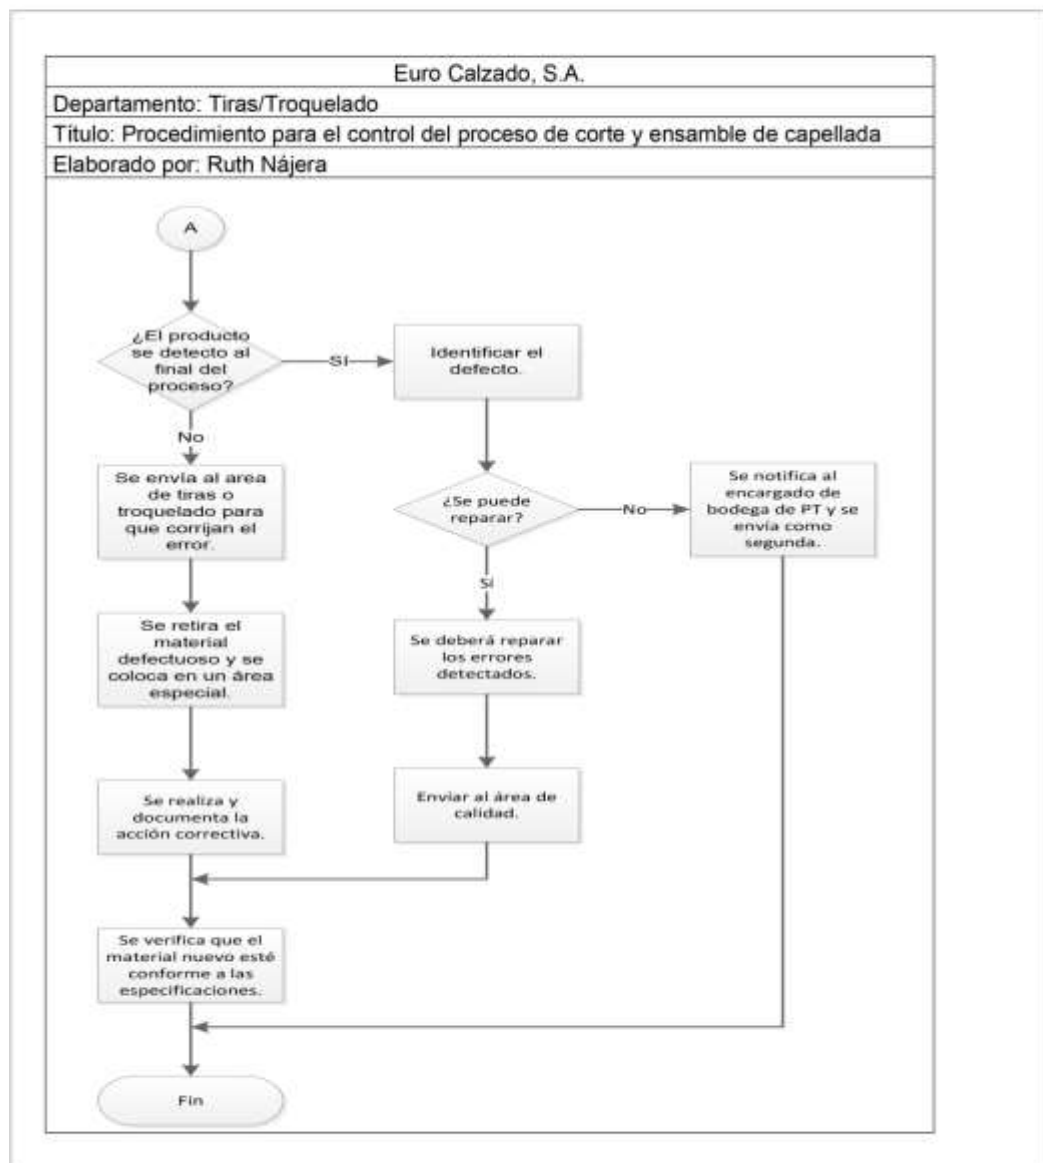 Euro Calzado, S.A.
Departamento: Tiras/Troquelado
Título: Procedimiento para el control del proceso de corte y ensamble de capellada
Elaborado por: Ruth Nájera
A
¿El producto
se detecto al
final del
proceso?
SI
Identificar el
defecto.
No
Se envía al area
de tiras o
troquelado para
que corrijan el
error.
¿Se puede
reparar?
No
Se notifica al
encargado de
bodega de PT y se
envía como
segunda.
Sí
Se retira el
material
defectuoso y se
coloca en un área
especial.
Se deberá reparar
los errores
detectados.
Se realiza y
documenta la
acción correctiva.
Enviar al área de
calidad.
Se verifica que el
material nuevo esté
conforme a las
especificaciones.
Fin